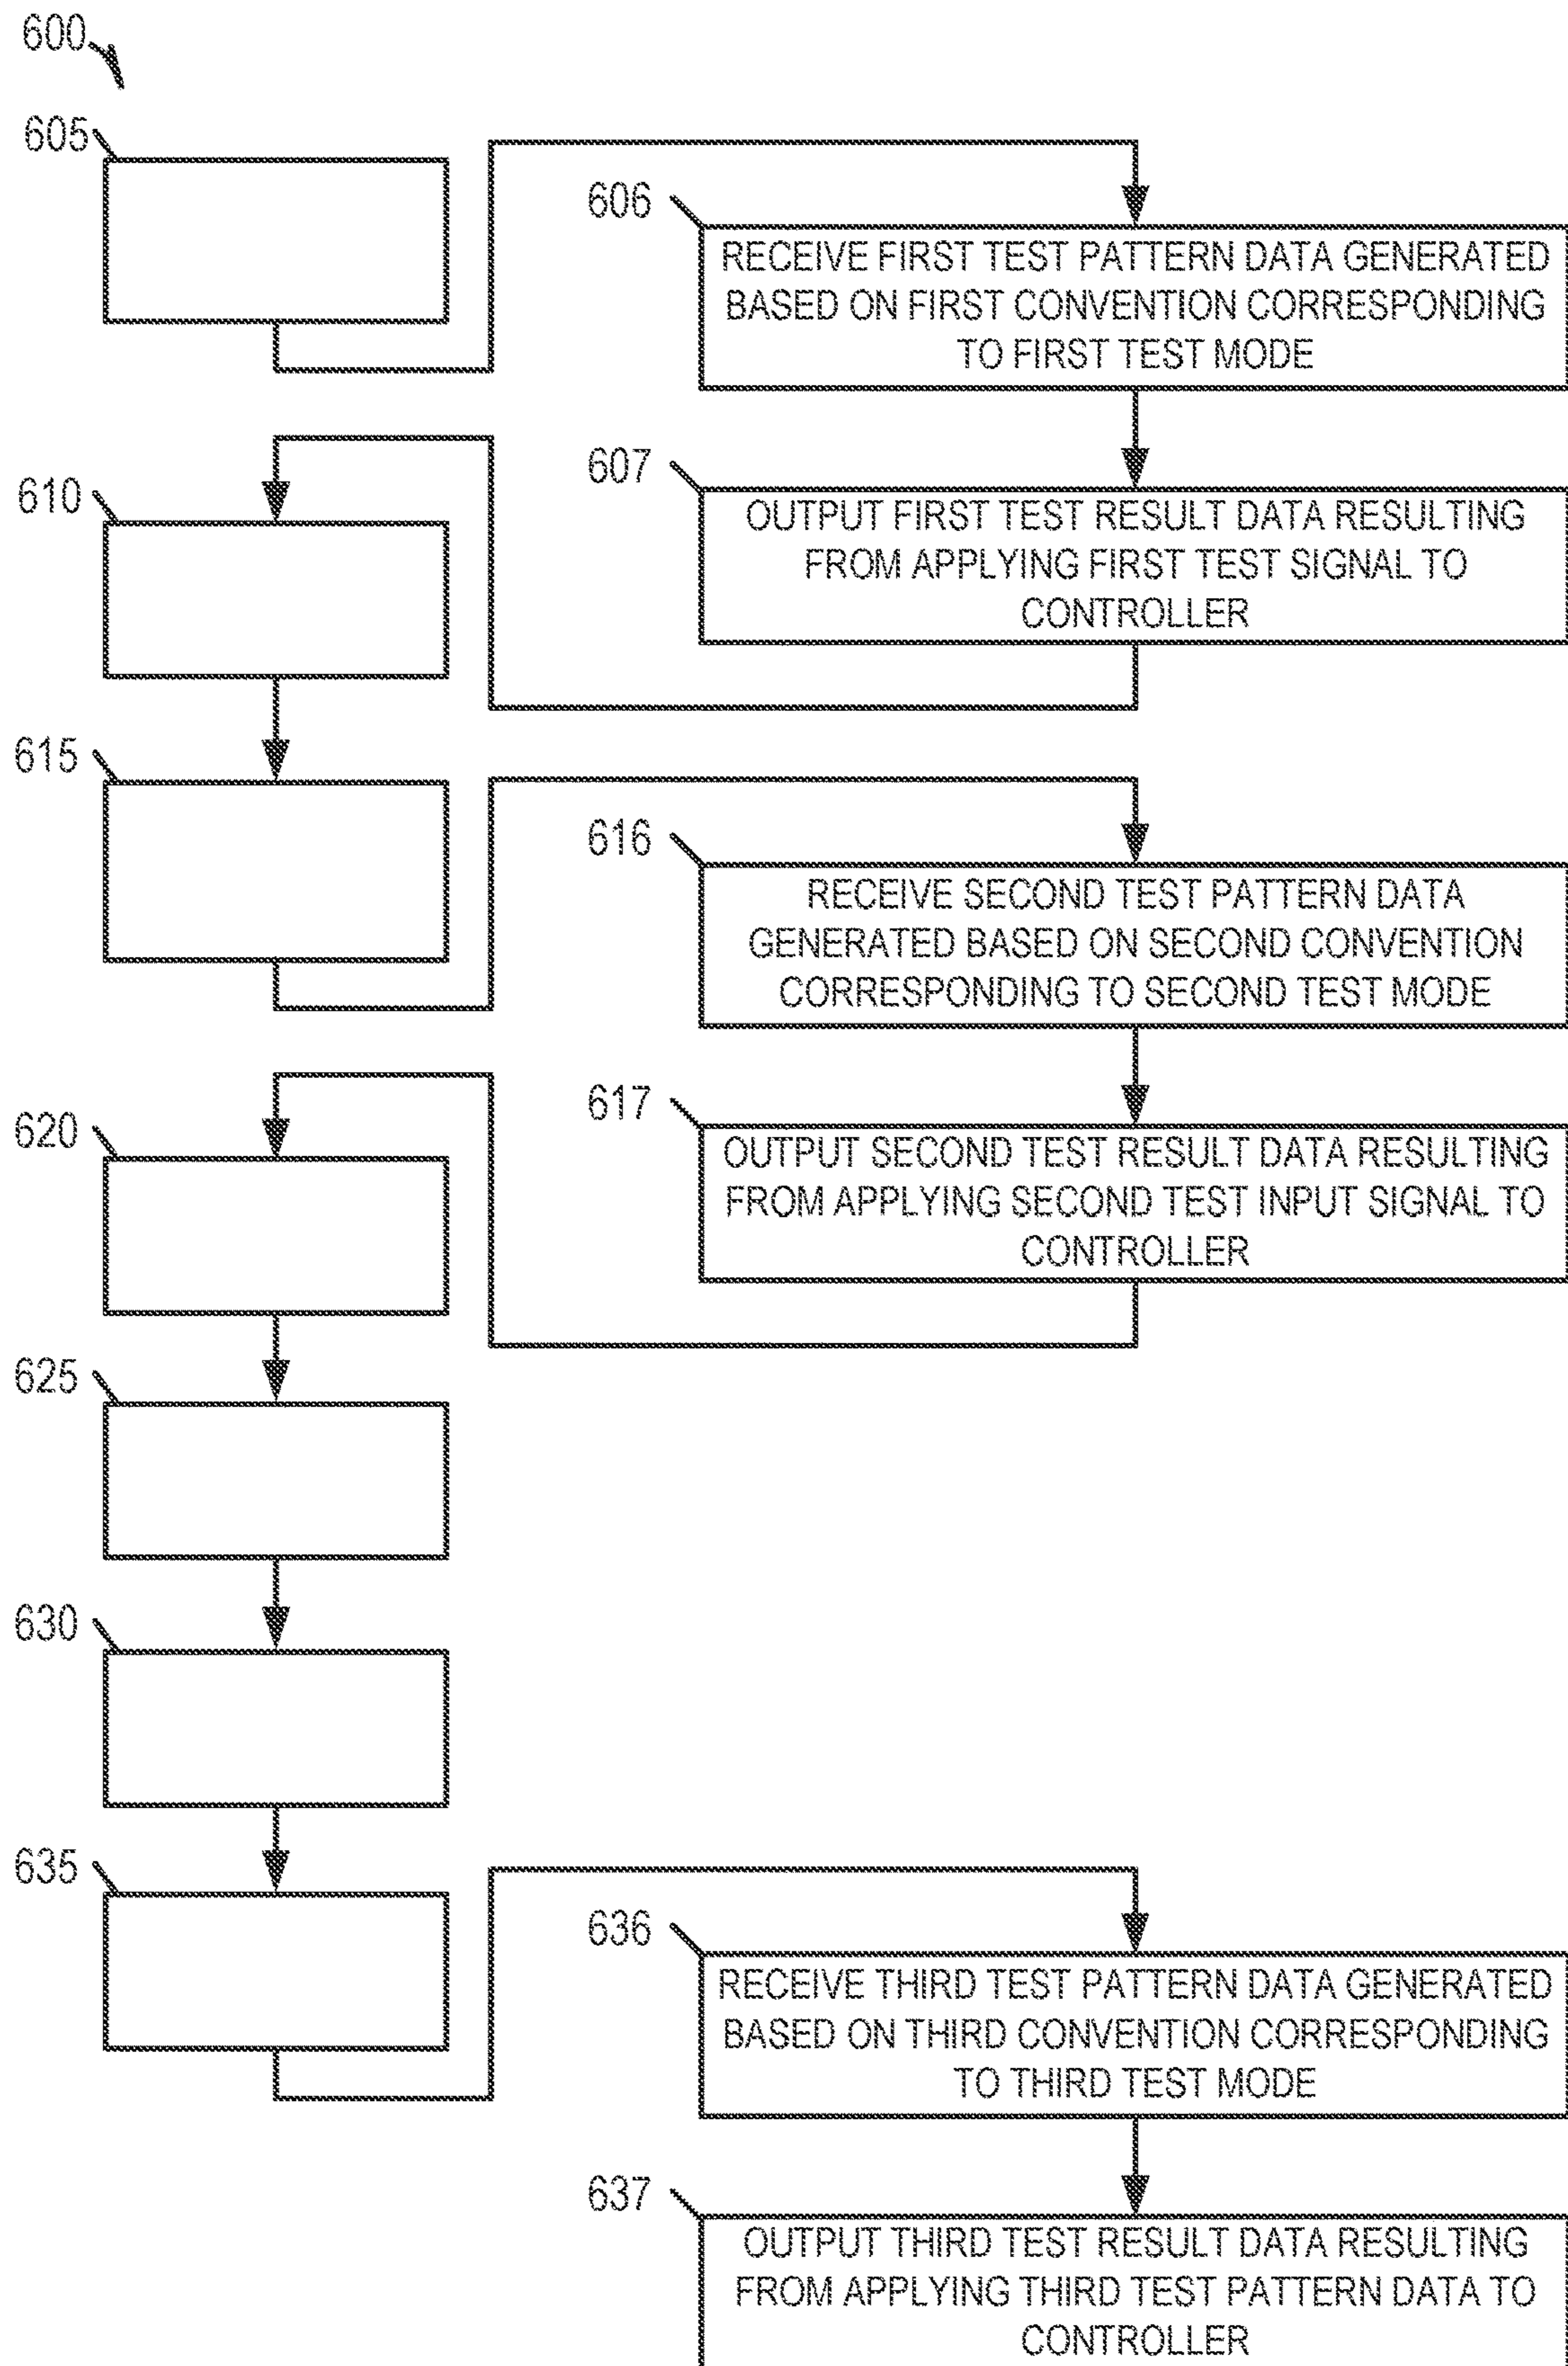 600
605
606
RECEIVE FIRST TEST PATTERN DATA GENERATED
BASED ON FIRST CONVENTION CORRESPONDING
TO FIRST TEST MODE
607
OUTPUT FIRST TEST RESULT DATA RESULTING
FROM APPLYING FIRST TEST SIGNAL TO
CONTROLLER
610
615
616
RECEIVE SECOND TEST PATTERN DATA
GENERATED BASED ON SECOND CONVENTION
CORRESPONDING TO SECOND TEST MODE
617
OUTPUT SECOND TEST RESULT DATA RESULTING
FROM APPLYING SECOND TEST INPUT SIGNAL TO
CONTROLLER
620
625
630
635
636
RECEIVE THIRD TEST PATTERN DATA GENERATED
BASED ON THIRD CONVENTION CORRESPONDING
TO THIRD TEST MODE
637
OUTPUT THIRD TEST RESULT DATA RESULTING
FROM APPLYING THIRD TEST PATTERN DATA TO
CONTROLLER